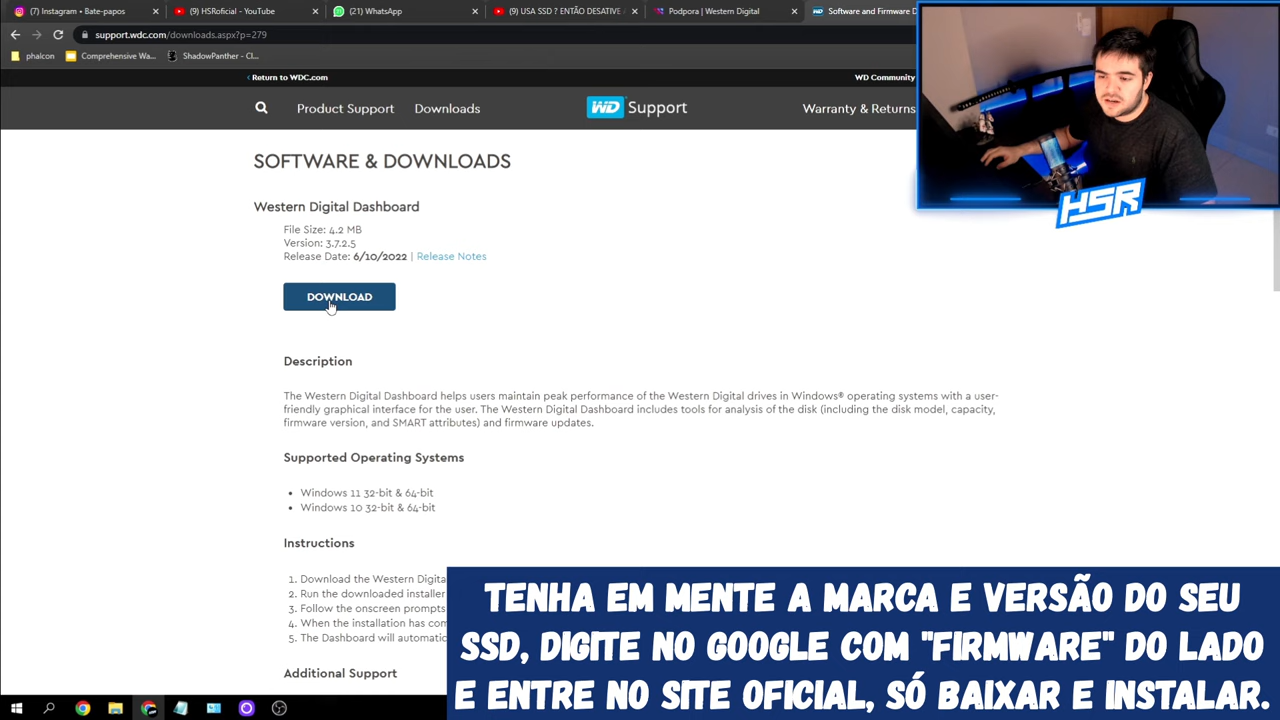 (7) Instagram • Bate-papos
(9) HSRoficial - YouTube
(21) WhatsApp
(9) USA SSD ? ENTÃO DESATIVE A
Podpora | Western Digital
Software and Firmware D
support.wdc.com/downloads.aspx?p=279
phalcon
Comprehensive Wa...
ShadowPanther - Cl...
‹ Return to WDC.com
WD Community
Product Support
Downloads
WD Support
Warranty & Returns
HSR
SOFTWARE & DOWNLOADS
Western Digital Dashboard
File Size: 4.2 MB
Version: 3.7.2.5
Release Date: 6/10/2022 | Release Notes
DOWNLOAD
Description
The Western Digital Dashboard helps users maintain peak performance of the Western Digital drives in Windows® operating systems with a user-
friendly graphical interface for the user. The Western Digital Dashboard includes tools for analysis of the disk (including the disk model, capacity,
firmware version, and SMART attributes) and firmware updates.
Supported Operating Systems
• Windows 11 32-bit & 64-bit
• Windows 10 32-bit & 64-bit
Instructions
1. Download the Western Digita
2. Run the downloaded installer
3. Follow the onscreen prompts
4. When the installation has com
5. The Dashboard will automatic
Additional Support
TENHA EM MENTE A MARCA E VERSÃO DO SEU
SSD, DIGITE NO GOOGLE COM "FIRMWARE" DO LADO
E ENTRE NO SITE OFICIAL, SÓ BAIXAR E INSTALAR.